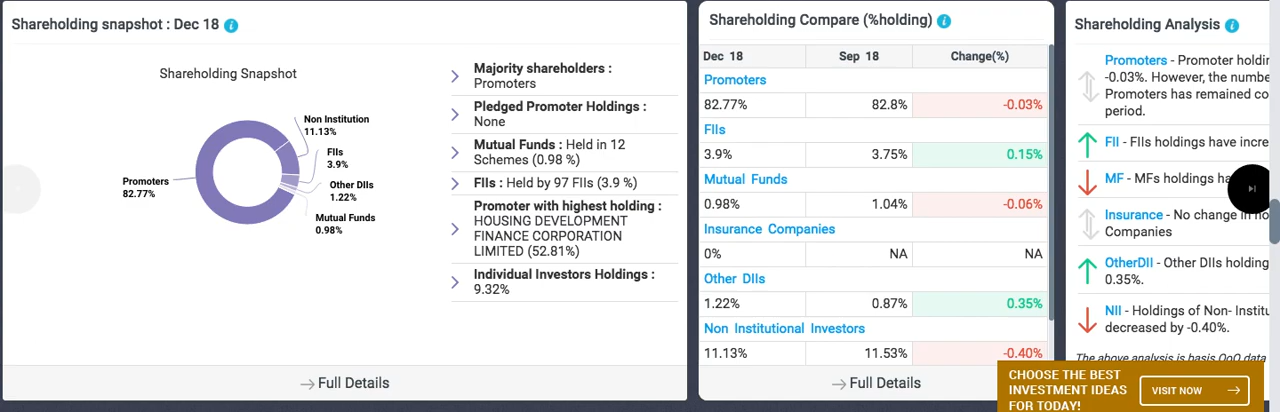 Shareholding snapshot : Dec 18
Shareholding Snapshot
Non Institution
11.13%
FIIs
3.9%
Other DIIs
1.22%
Mutual Funds
0.98%
Promoters
82.77%
Majority shareholders :
Promoters
Pledged Promoter Holdings :
None
Mutual Funds : Held in 12
Schemes (0.98 %)
FIIs : Held by 97 FIIs (3.9 %)
Promoter with highest holding :
HOUSING DEVELOPMENT
FINANCE CORPORATION
LIMITED (52.81%)
Individual Investors Holdings :
9.32%
Full Details
Shareholding Compare (%holding)
Dec 18 Sep 18 Change(%)
Promoters
82.77% 82.8% -0.03%
FIIs
3.9% 3.75% 0.15%
Mutual Funds
0.98% 1.04% -0.06%
Insurance Companies
0% NA NA
Other DIIs
1.22% 0.87% 0.35%
Non Institutional Investors
11.13% 11.53% -0.40%
Full Details
Shareholding Analysis
Promoters - Promoter holdin
-0.03%. However, the numbe
Promoters has remained co
period.
FII - FIIs holdings have incre
MF - MFs holdings ha
Insurance - No change in ho
Companies
OtherDII - Other DIIs holding
0.35%.
NII - Holdings of Non- Institu
decreased by -0.40%.
The above analysis is basis QoQ data
CHOOSE THE BEST
INVESTMENT IDEAS
FOR TODAY!
VISIT NOW